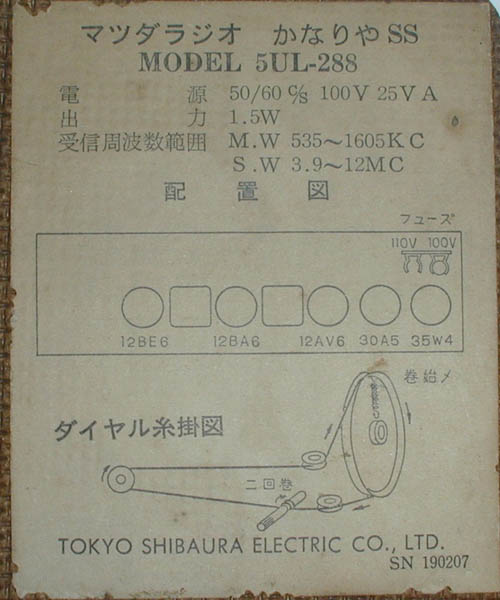 マツダラジオ かなりや SS
MODEL 5UL-288
電源 50/60 ㎐ 100V 25VA
出力 1.5W
受信周波数範囲 M.W 535~1605KC
S.W 3.9~12MC
配置図
フューズ
110V 100V
12BE6 12BA6 12AV6 30A5 35W4
巻始メ
ダイヤル糸掛図
二回巻
TOKYO SHIBAURA ELECTRIC CO., LTD.
SN 190207